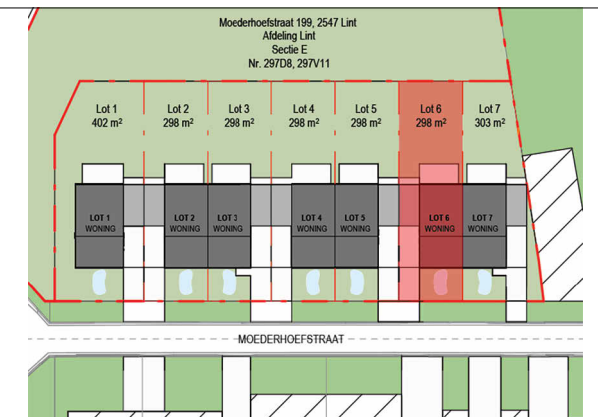 Moederhoefstraat 199, 2547 Lint
Afdeling Lint
Sectie E
Nr. 297D8, 297V11
Lot 1
402 m²
Lot 2
298 m²
Lot 3
298 m²
Lot 4
298 m²
Lot 5
298 m²
Lot 6
298 m²
Lot 7
303 m²
LOT 1
WONING
LOT 2
WONING
LOT 3
WONING
LOT 4
WONING
LOT 5
WONING
LOT 6
WONING
LOT 7
WONING
MOEDERHOEFSTRAAT